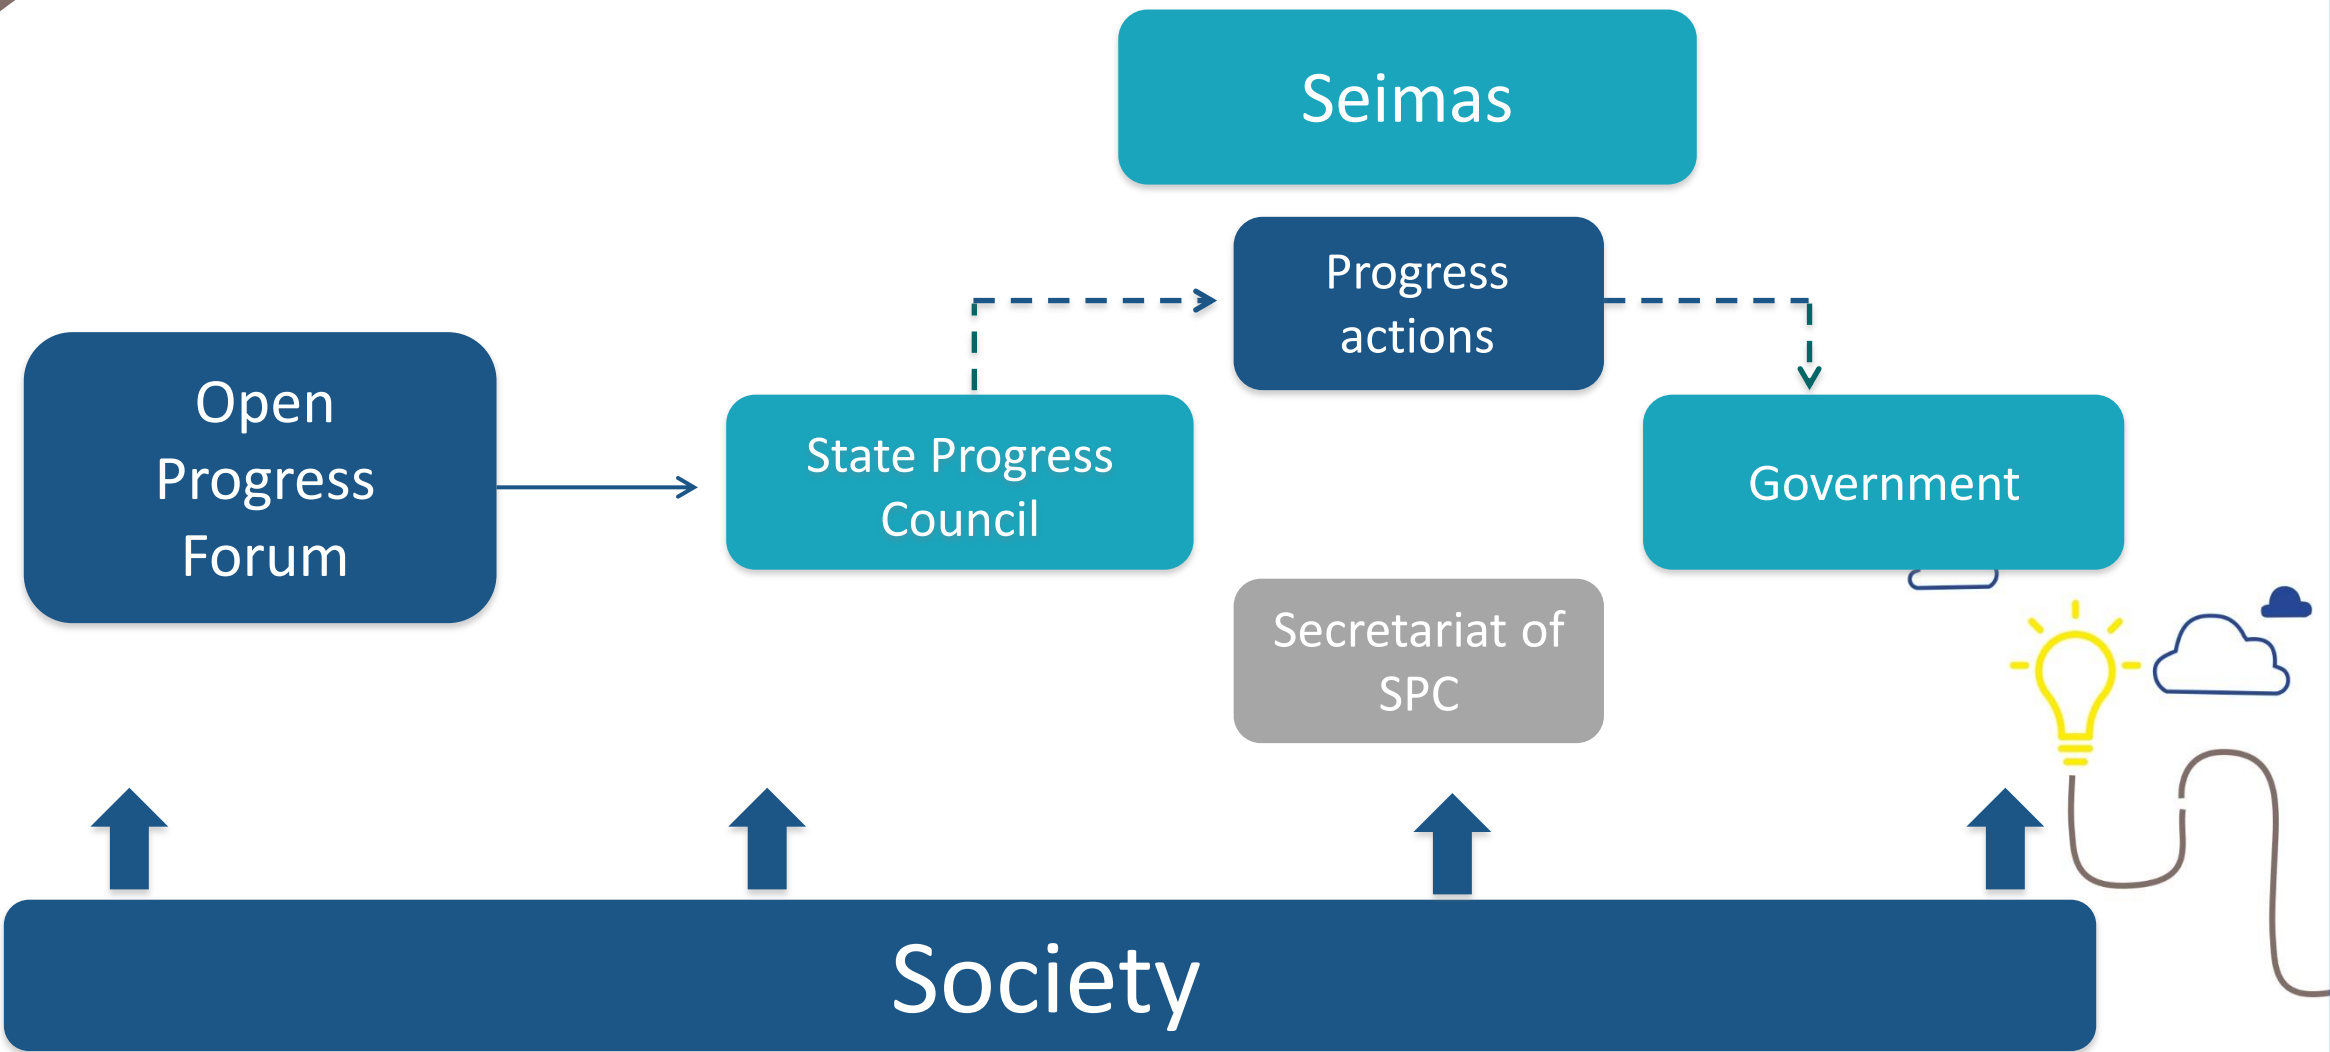 Seimas
Progress
actions
Open
Progress
Forum
State Progress
Council
Government
Secretariat of
SPC
Society